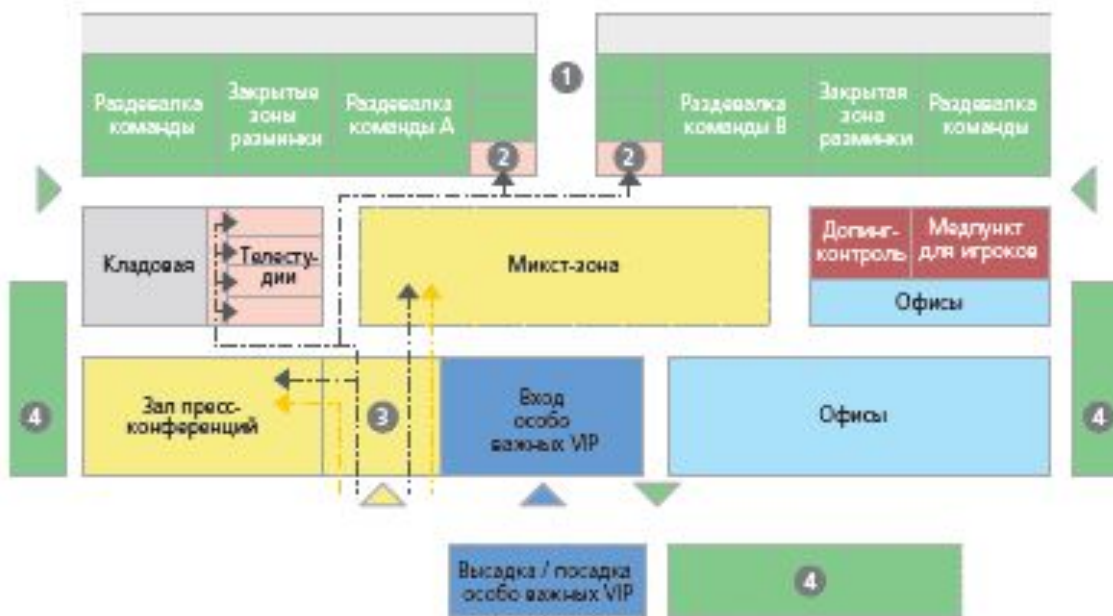 1
Раздевалка
команды
Закрытые
зоны
разминки
Раздевалка
команды А
2
2
Раздевалка
команды В
Закрытая
зона
разминки
Раздевалка
команды
Кладовая
Телесту-
дии
Микст-зона
Допинг-
контроль
Медпункт
для игроков
Офисы
4
Зал пресс-
конференций
3
Вход
особо
важных VIP
Офисы
4
Высадка / посадка
особо важных VIP
4